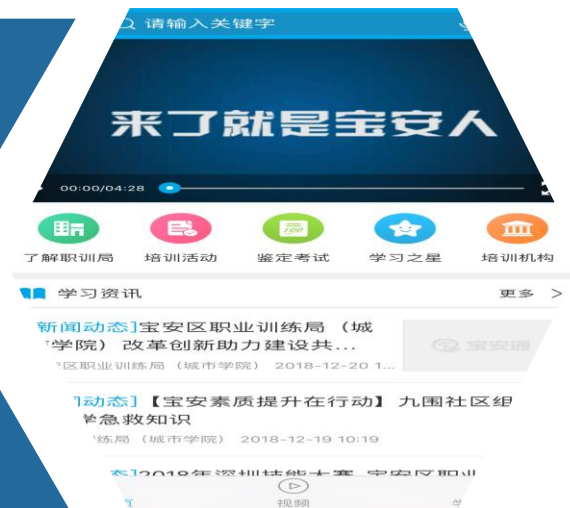 请输入关键字
来了就是宝安人
00:00/04:28
了解职训局 培训活动 鉴定考试 学习之星 培训机构
学习资讯 更多 >
新闻动态]宝安区职业训练局（城
学院）改革创新助力建设共...
宝安通
区职业训练局（城市学院） 2018-12-20 1...
动态]【宝安素质提升在行动】九围社区组
急救知识
练局（城市学院） 2018-12-19 10:19
2018年深圳技能大赛
视频